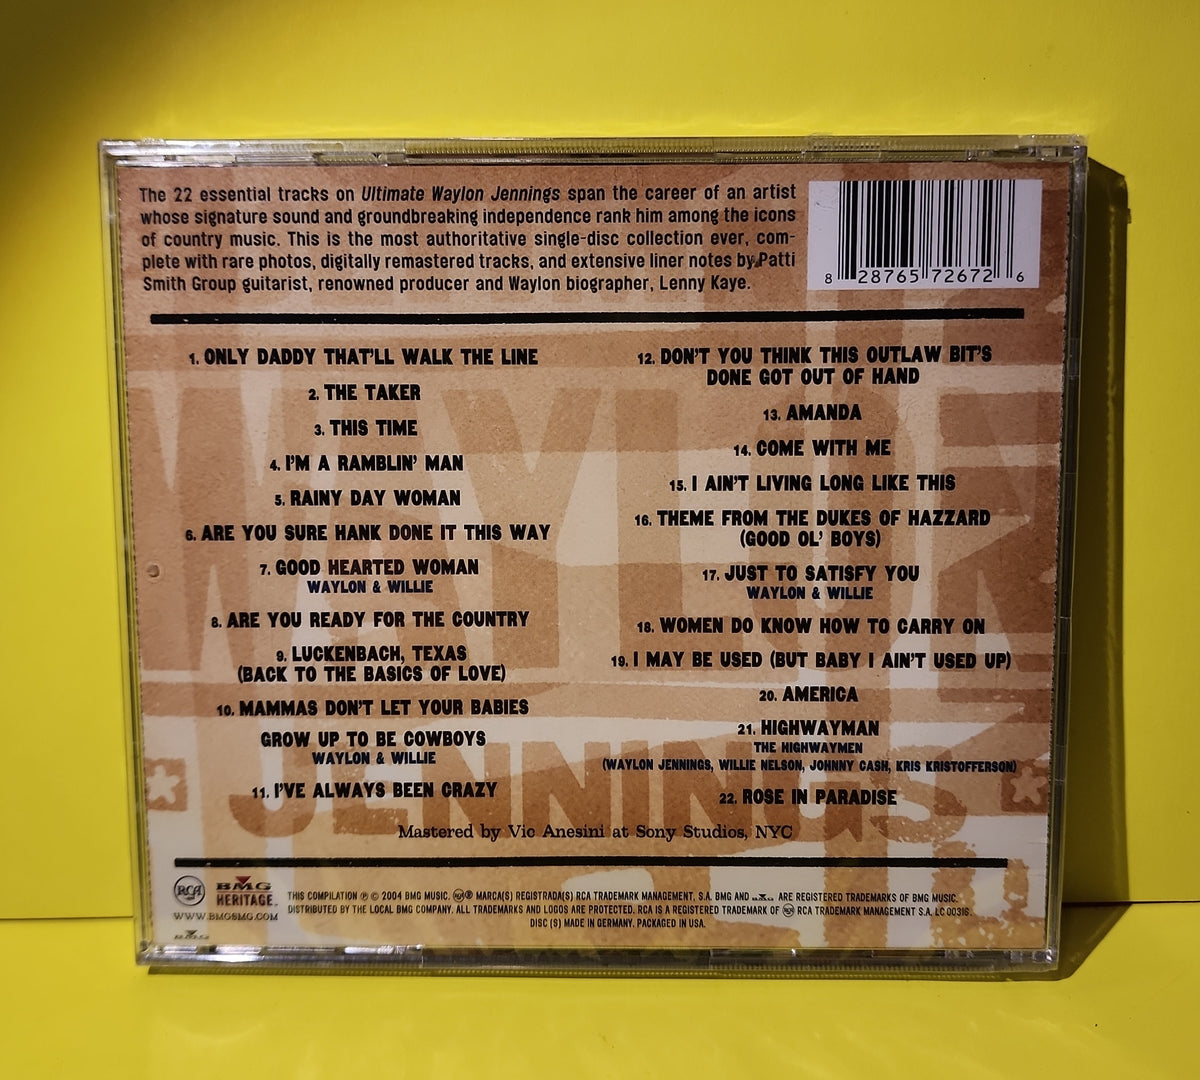 The 22 essential tracks on Ultimate Waylon Jennings span the career of an artist
whose signature sound and groundbreaking independence rank him among the icons
of country music. This is the most authoritative single-disc collection ever, com-
plete with rare photos, digitally remastered tracks, and extensive liner notes by Patti
Smith Group guitarist, renowned producer and Waylon biographer, Lenny Kaye.
8 28765 72672 6
1. ONLY DADDY THAT'LL WALK THE LINE
2. THE TAKER
3. THIS TIME
4. I'M A RAMBLIN' MAN
5. RAINY DAY WOMAN
6. ARE YOU SURE HANK DONE IT THIS WAY
7. GOOD HEARTED WOMAN
WAYLON & WILLIE
8. ARE YOU READY FOR THE COUNTRY
9. LUCKENBACH, TEXAS
(BACK TO THE BASICS OF LOVE)
10. MAMMAS DON'T LET YOUR BABIES
GROW UP TO BE COWBOYS
WAYLON & WILLIE
11. I'VE ALWAYS BEEN CRAZY
12. DON'T YOU THINK THIS OUTLAW BIT'S
DONE GOT OUT OF HAND
13. AMANDA
14. COME WITH ME
15. I AIN'T LIVING LONG LIKE THIS
16. THEME FROM THE DUKES OF HAZZARD
(GOOD OL' BOYS)
17. JUST TO SATISFY YOU
WAYLON & WILLIE
18. WOMEN DO KNOW HOW TO CARRY ON
19. I MAY BE USED (BUT BABY I AIN'T USED UP)
20. AMERICA
21. HIGHWAYMAN
THE HIGHWAYMEN
(WAYLON JENNINGS, WILLIE NELSON, JOHNNY CASH, KRIS KRISTOFFERSON)
22. ROSE IN PARADISE
WAYLON
JENNINGS
Mastered by Vic Anesini at Sony Studios, NYC
RCA
BMG
HERITAGE
WWW.BMGBMG.COM
BMG
THIS COMPILATION ℗ © 2004 BMG MUSIC. RCA ® MARCA(S) REGISTRADA(S) RCA TRADEMARK MANAGEMENT, S.A. BMG AND BMG ARE REGISTERED TRADEMARKS OF BMG MUSIC.
DISTRIBUTED BY THE LOCAL BMG COMPANY. ALL TRADEMARKS AND LOGOS ARE PROTECTED. RCA IS A REGISTERED TRADEMARK OF RCA RCA TRADEMARK MANAGEMENT S.A. LC 00316.
DISC (S) MADE IN GERMANY. PACKAGED IN USA.